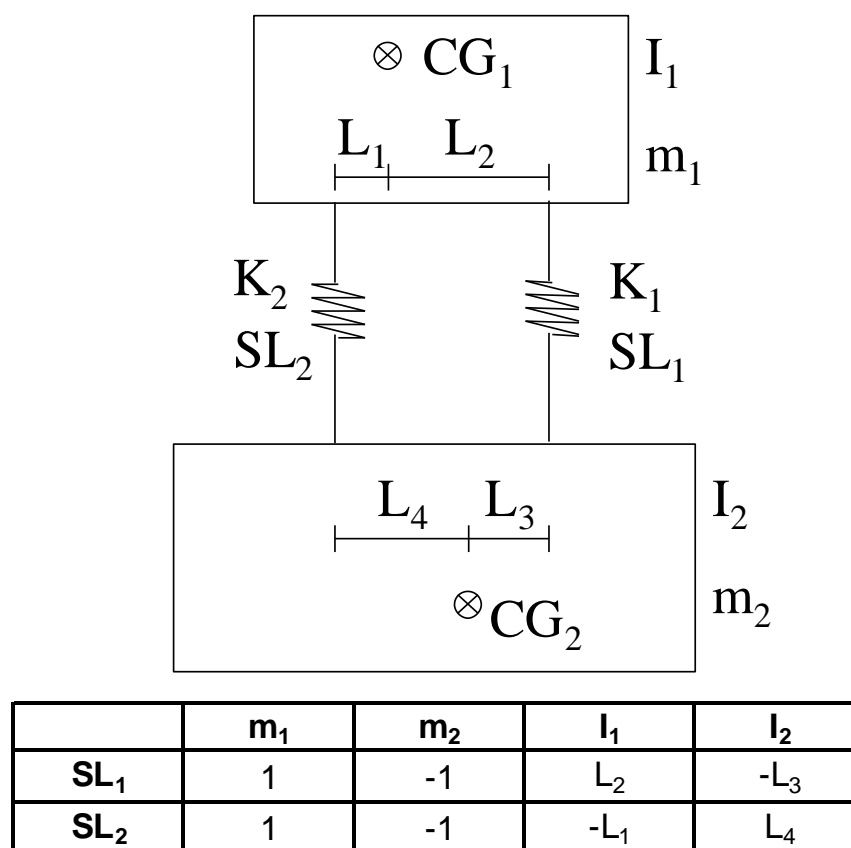 CG₁ I₁
L₁ L₂ m₁
K₂ K₁
SL₂ SL₁
L₄ L₃ I₂
CG₂ m₂
m₁ m₂ I₁ I₂
SL₁ 1 -1 L₂ -L₃
SL₂ 1 -1 -L₁ L₄